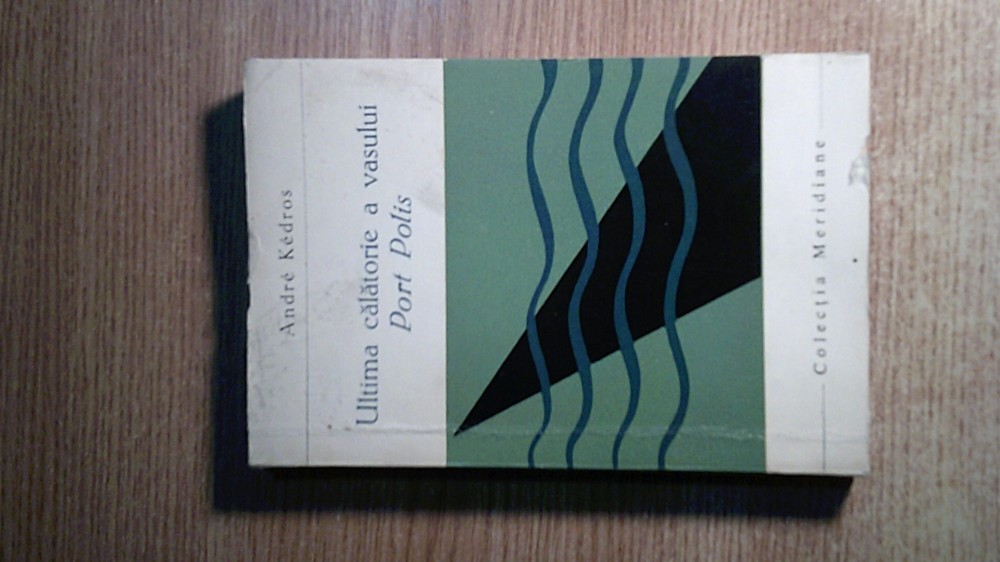 André Kédros
Ultima călătorie a vasului
Port Polis
Colecția Meridiane